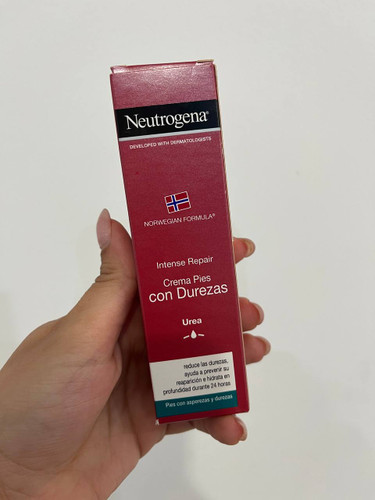 Neutrogena®
DEVELOPED WITH DERMATOLOGISTS
NORWEGIAN FORMULA®
Intense Repair
Crema Pies
con Durezas
Urea
reduce las durezas,
ayuda a prevenir su
reaparición e hidrata en
profundidad durante 24 horas
Pies con asperezas y durezas